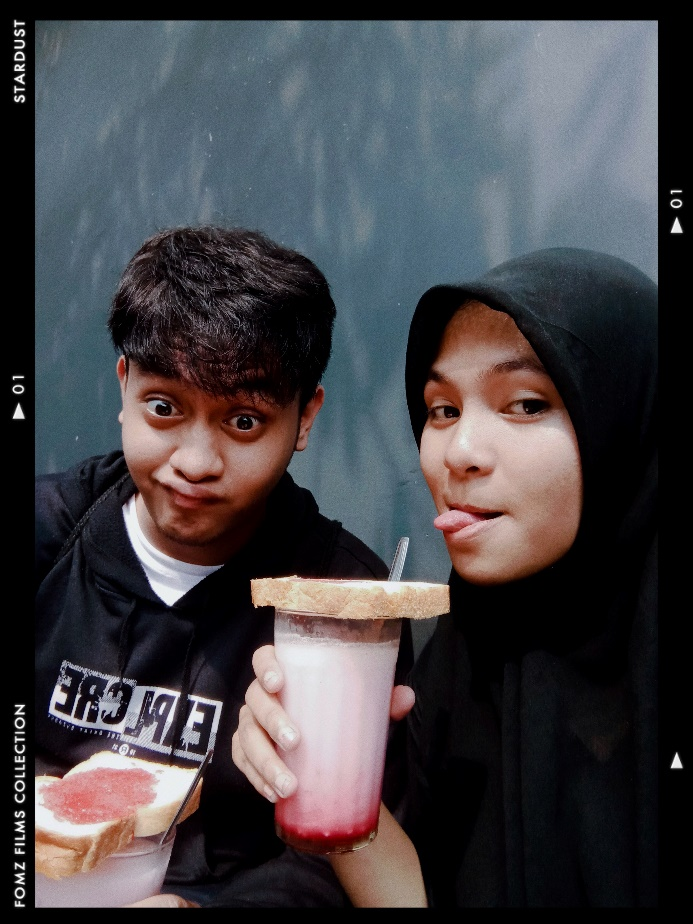 STARDUST
01
01
FOMZ FILMS COLLECTION
EXPLORE